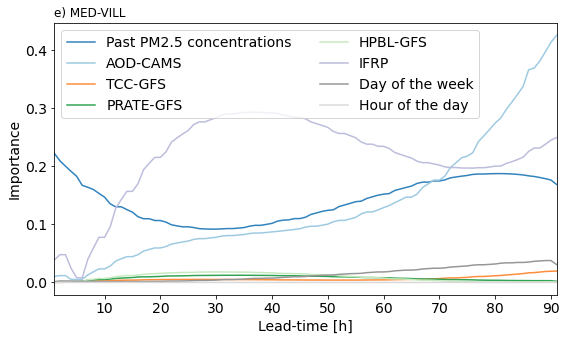 e) MED-VILL
Past PM2.5 concentrations
AOD-CAMS
TCC-GFS
PRATE-GFS
HPBL-GFS
IFRP
Day of the week
Hour of the day
Importance
0.4
0.3
0.2
0.1
0.0
10 20 30 40 50 60 70 80 90
Lead-time [h]